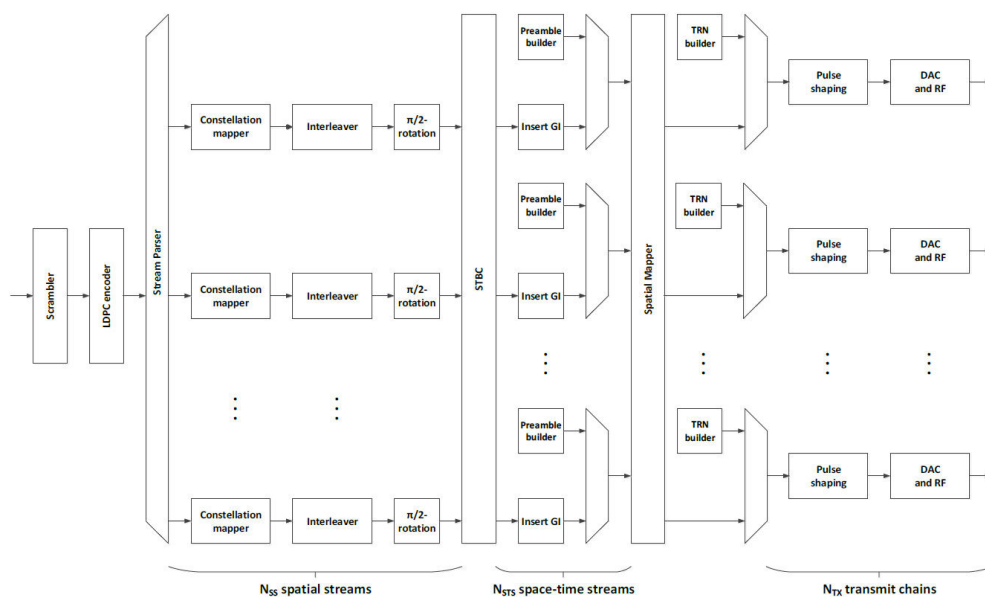 Preamble
builder
TRN
builder
Pulse
shaping
DAC
and RF
Constellation
mapper
Interleaver
π/2-
rotation
Insert GI
Preamble
builder
TRN
builder
Scrambler
LDPC encoder
Stream Parser
STBC
Spatial Mapper
Pulse
shaping
DAC
and RF
Constellation
mapper
Interleaver
π/2-
rotation
Insert GI
Preamble
builder
TRN
builder
Pulse
shaping
DAC
and RF
Constellation
mapper
Interleaver
π/2-
rotation
Insert GI
NSS spatial streams
NSTS space-time streams
NTX transmit chains